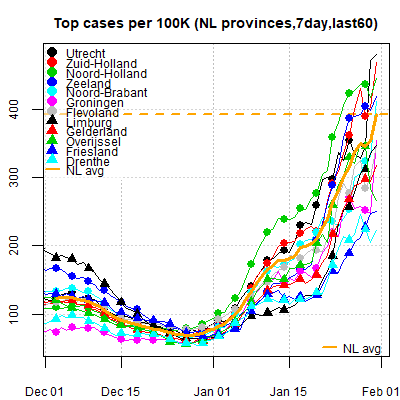 Top cases per 100K (NL provinces,7day,last60)
Utrecht
Zuid-Holland
Noord-Holland
Zeeland
Noord-Brabant
Groningen
Flevoland
Limburg
Gelderland
Overijssel
Friesland
Drenthe
NL avg
400
300
200
100
NL avg
Dec 01 Dec 15 Jan 01 Jan 15 Feb 01